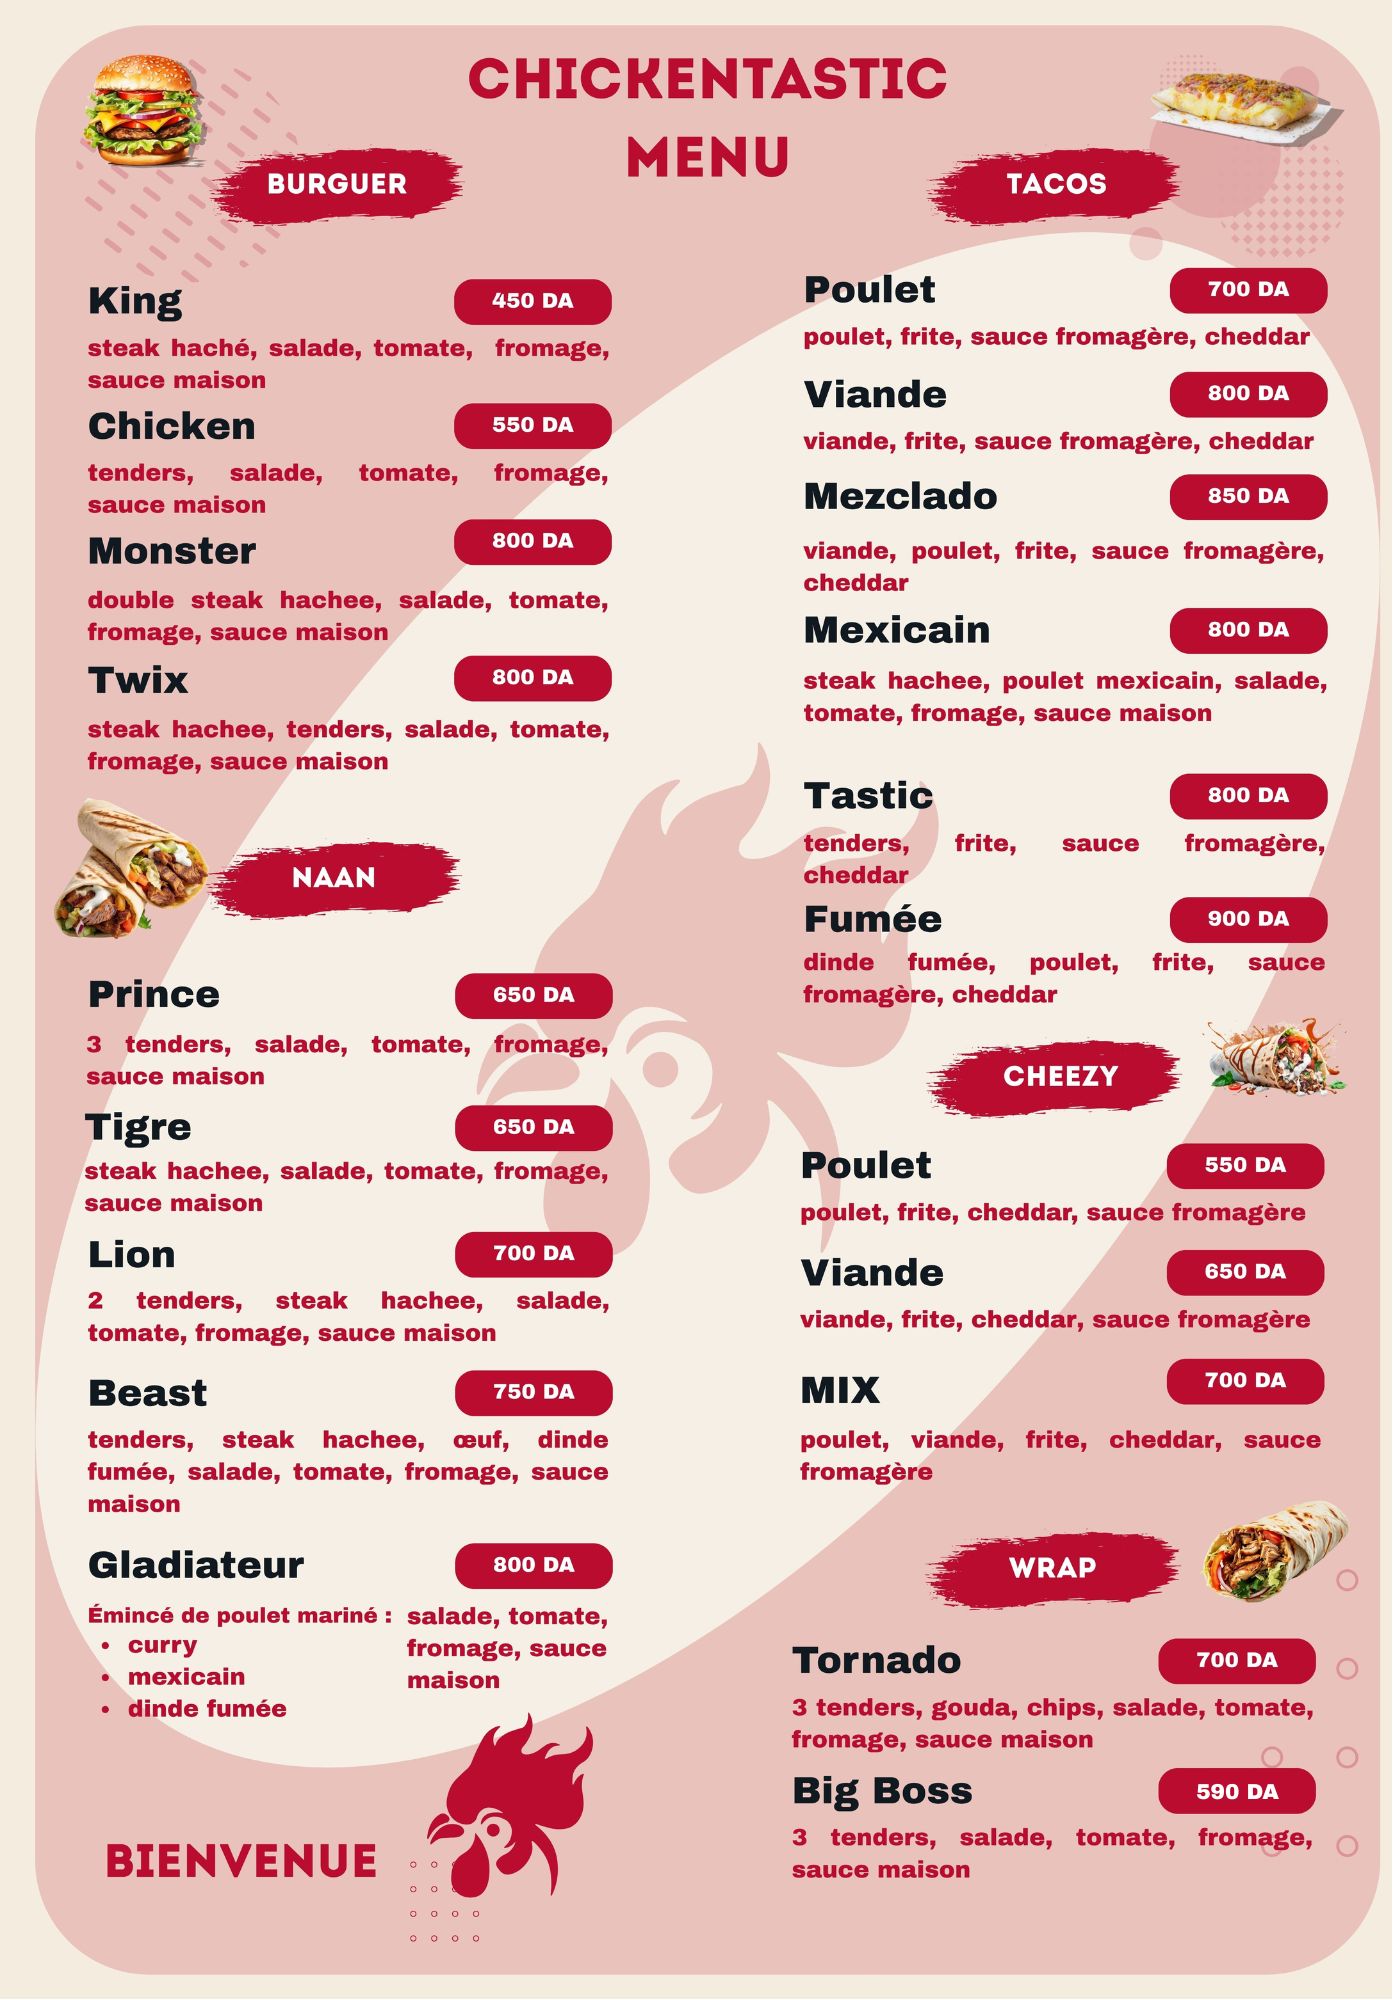 CHICKENTASTIC
MENU
BURGUER
King
450 DA
steak haché, salade, tomate, fromage,
sauce maison
Chicken
550 DA
tenders, salade, tomate, fromage,
sauce maison
Monster
800 DA
double steak hachee, salade, tomate,
fromage, sauce maison
Twix
800 DA
steak hachee, tenders, salade, tomate,
fromage, sauce maison
NAAN
Prince
650 DA
3 tenders, salade, tomate, fromage,
sauce maison
Tigre
650 DA
steak hachee, salade, tomate, fromage,
sauce maison
Lion
700 DA
2 tenders, steak hachee, salade,
tomate, fromage, sauce maison
Beast
750 DA
tenders, steak hachee, œuf, dinde
fumée, salade, tomate, fromage, sauce
maison
Gladiateur
800 DA
Émincé de poulet mariné :
• curry
• mexicain
• dinde fumée
salade, tomate,
fromage, sauce
maison
BIENVENUE
TACOS
Poulet
700 DA
poulet, frite, sauce fromagère, cheddar
Viande
800 DA
viande, frite, sauce fromagère, cheddar
Mezclado
850 DA
viande, poulet, frite, sauce fromagère,
cheddar
Mexicain
800 DA
steak hachee, poulet mexicain, salade,
tomate, fromage, sauce maison
Tastic
800 DA
tenders, frite, sauce fromagère,
cheddar
Fumée
900 DA
dinde fumée, poulet, frite, sauce
fromagère, cheddar
CHEEZY
Poulet
550 DA
poulet, frite, cheddar, sauce fromagère
Viande
650 DA
viande, frite, cheddar, sauce fromagère
MIX
700 DA
poulet, viande, frite, cheddar, sauce
fromagère
WRAP
Tornado
700 DA
3 tenders, gouda, chips, salade, tomate,
fromage, sauce maison
Big Boss
590 DA
3 tenders, salade, tomate, fromage,
sauce maison